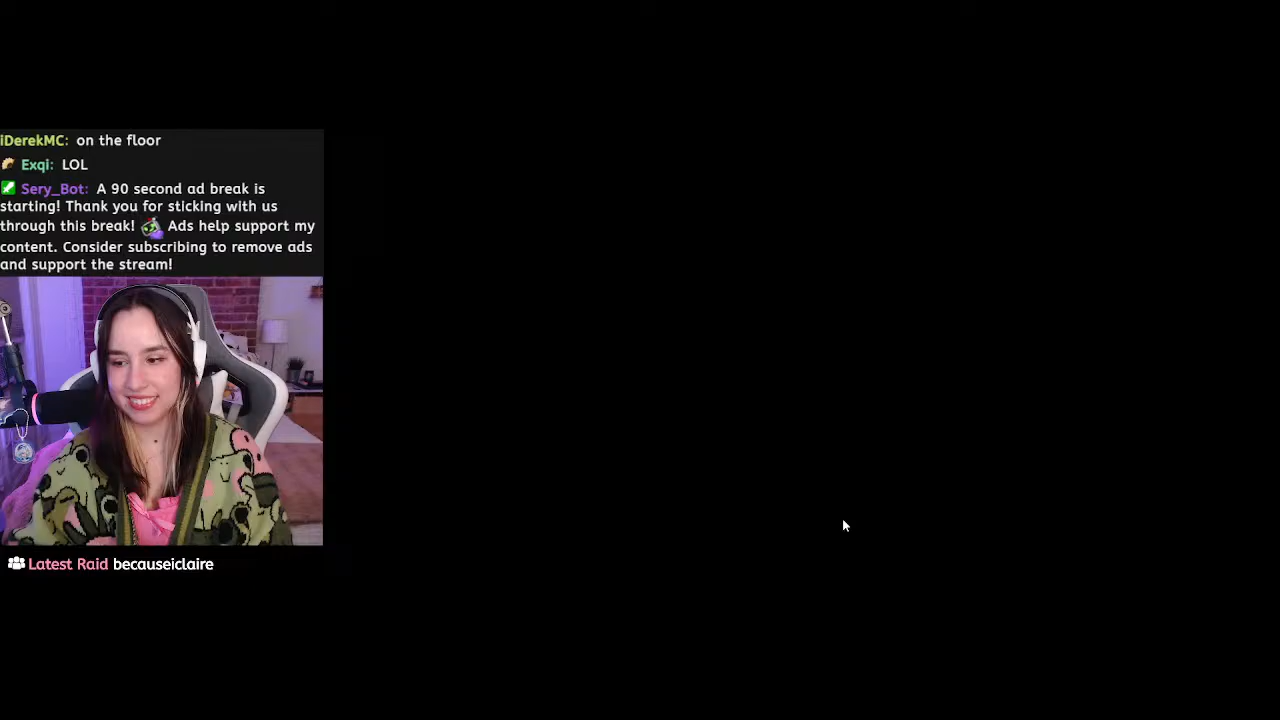 iDerekMC: on the floor
Exqi: LOL
Sery_Bot: A 90 second ad break is
starting! Thank you for sticking with us
through this break! Ads help support my
content. Consider subscribing to remove ads
and support the stream!
Latest Raid becauseiclaire